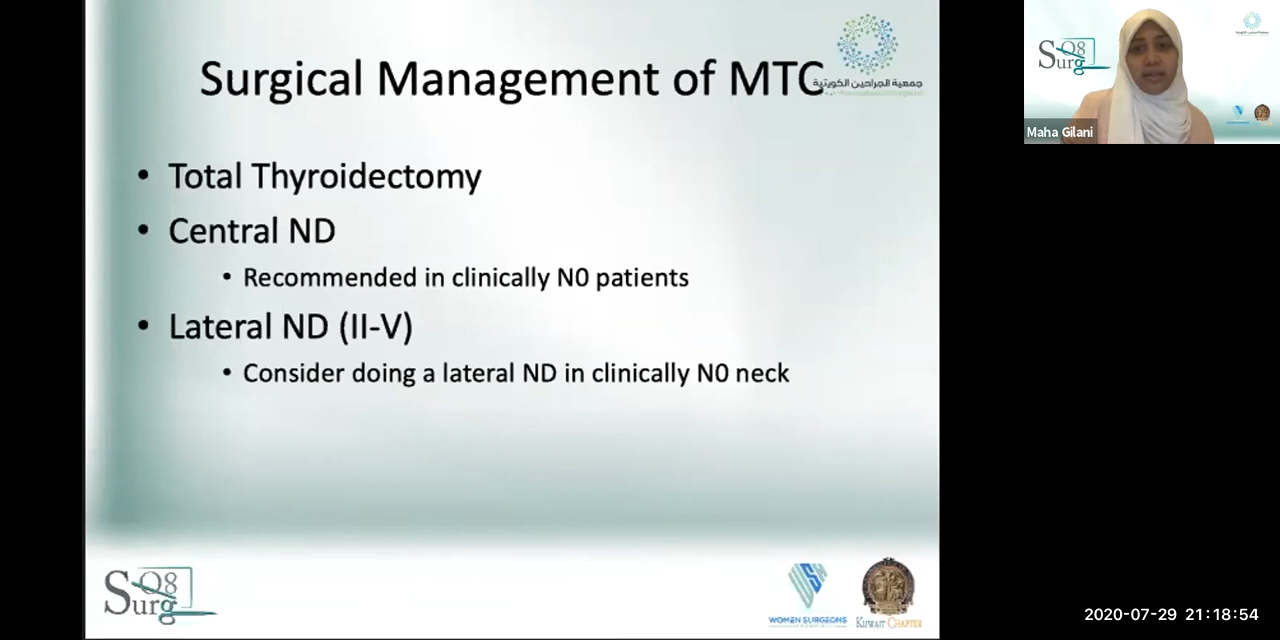 Surgical Management of MTC
جمعية الجراحين الكويتية
• Total Thyroidectomy
• Central ND
• Recommended in clinically N0 patients
• Lateral ND (II-V)
• Consider doing a lateral ND in clinically N0 neck
Q8
Surg
WOMEN SURGEONS
KUWAIT CHAPTER
Q8
Surg
Maha Gilani
2020-07-29 21:18:54